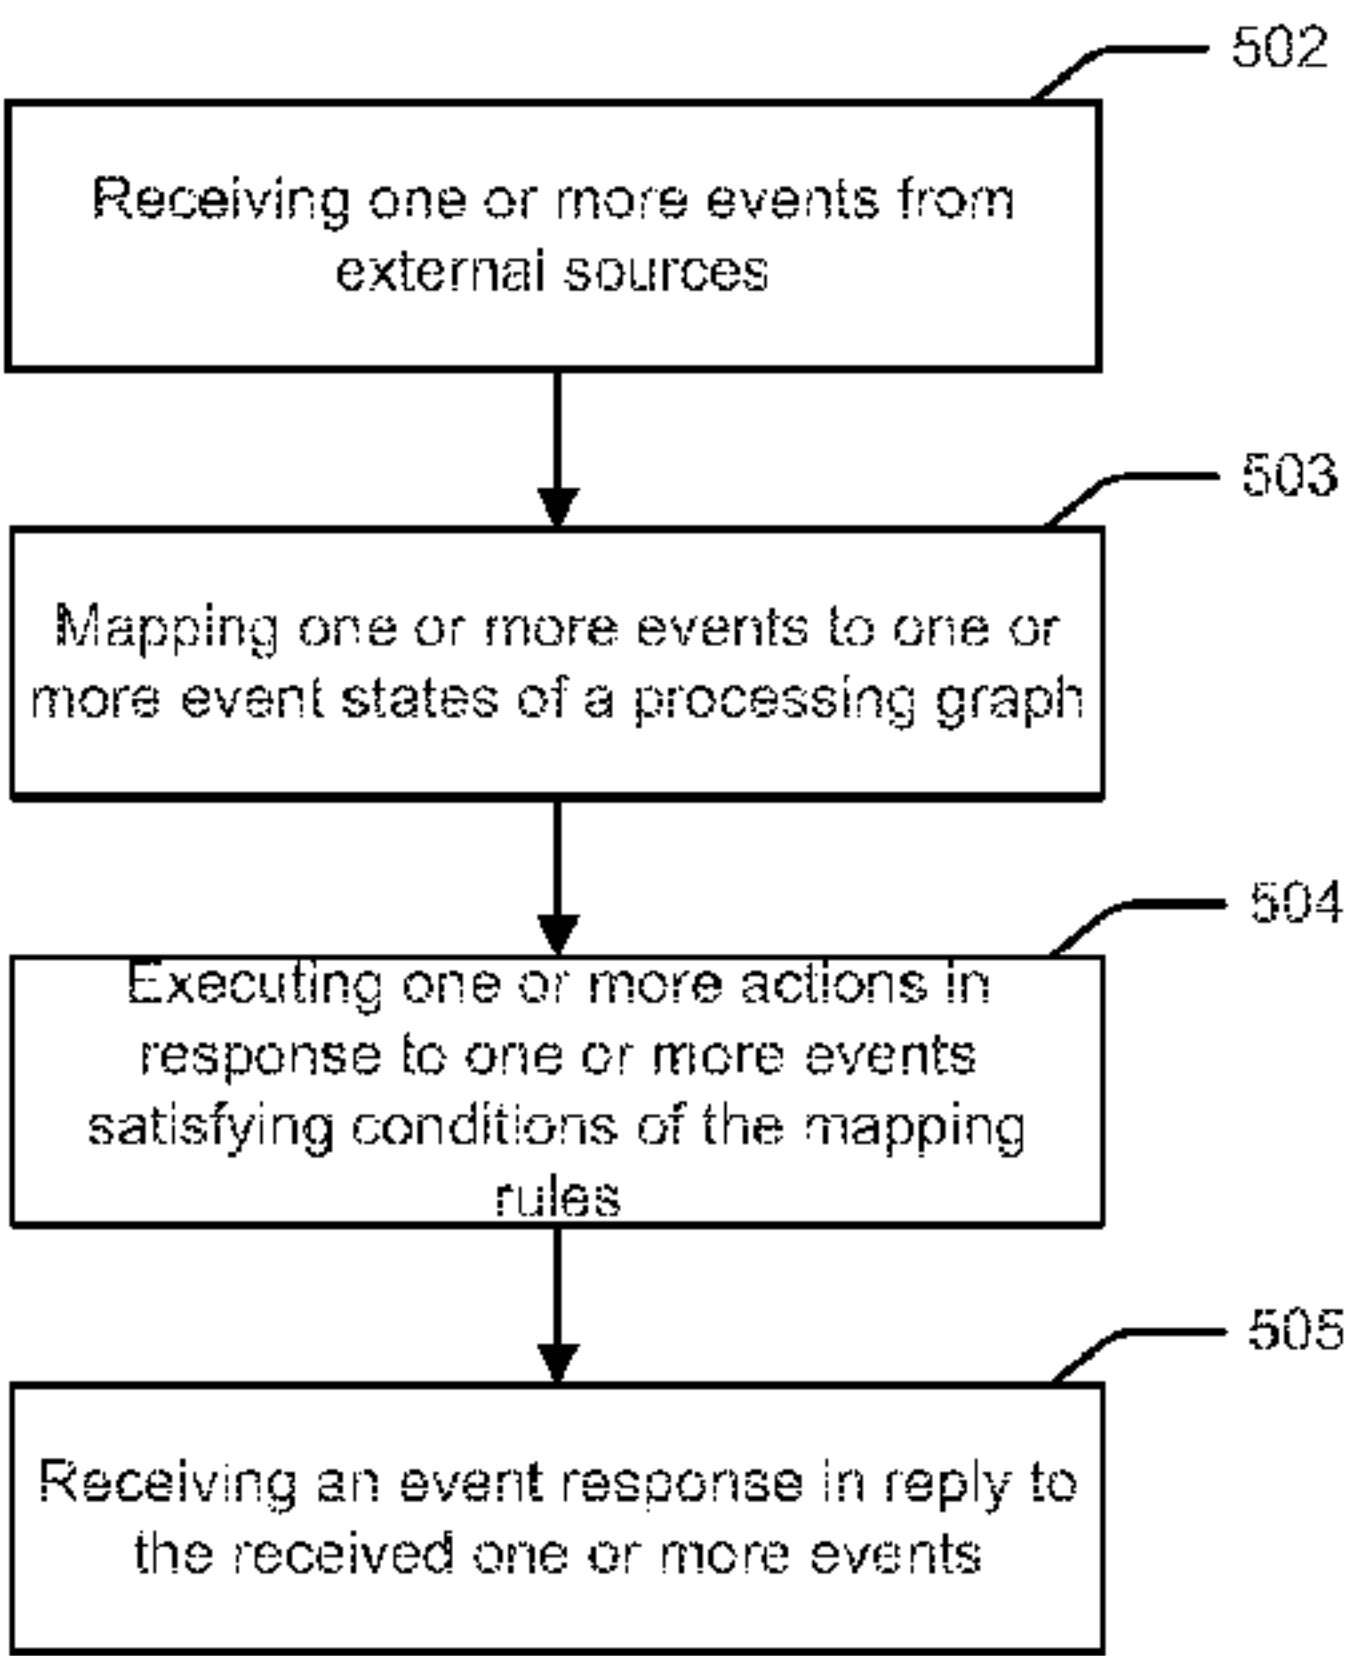 502
Receiving one or more events from
external sources
503
Mapping one or more events to one or
more event states of a processing graph
504
Executing one or more actions in
response to one or more events
satisfying conditions of the mapping
rules
505
Receiving an event response in reply to
the received one or more events